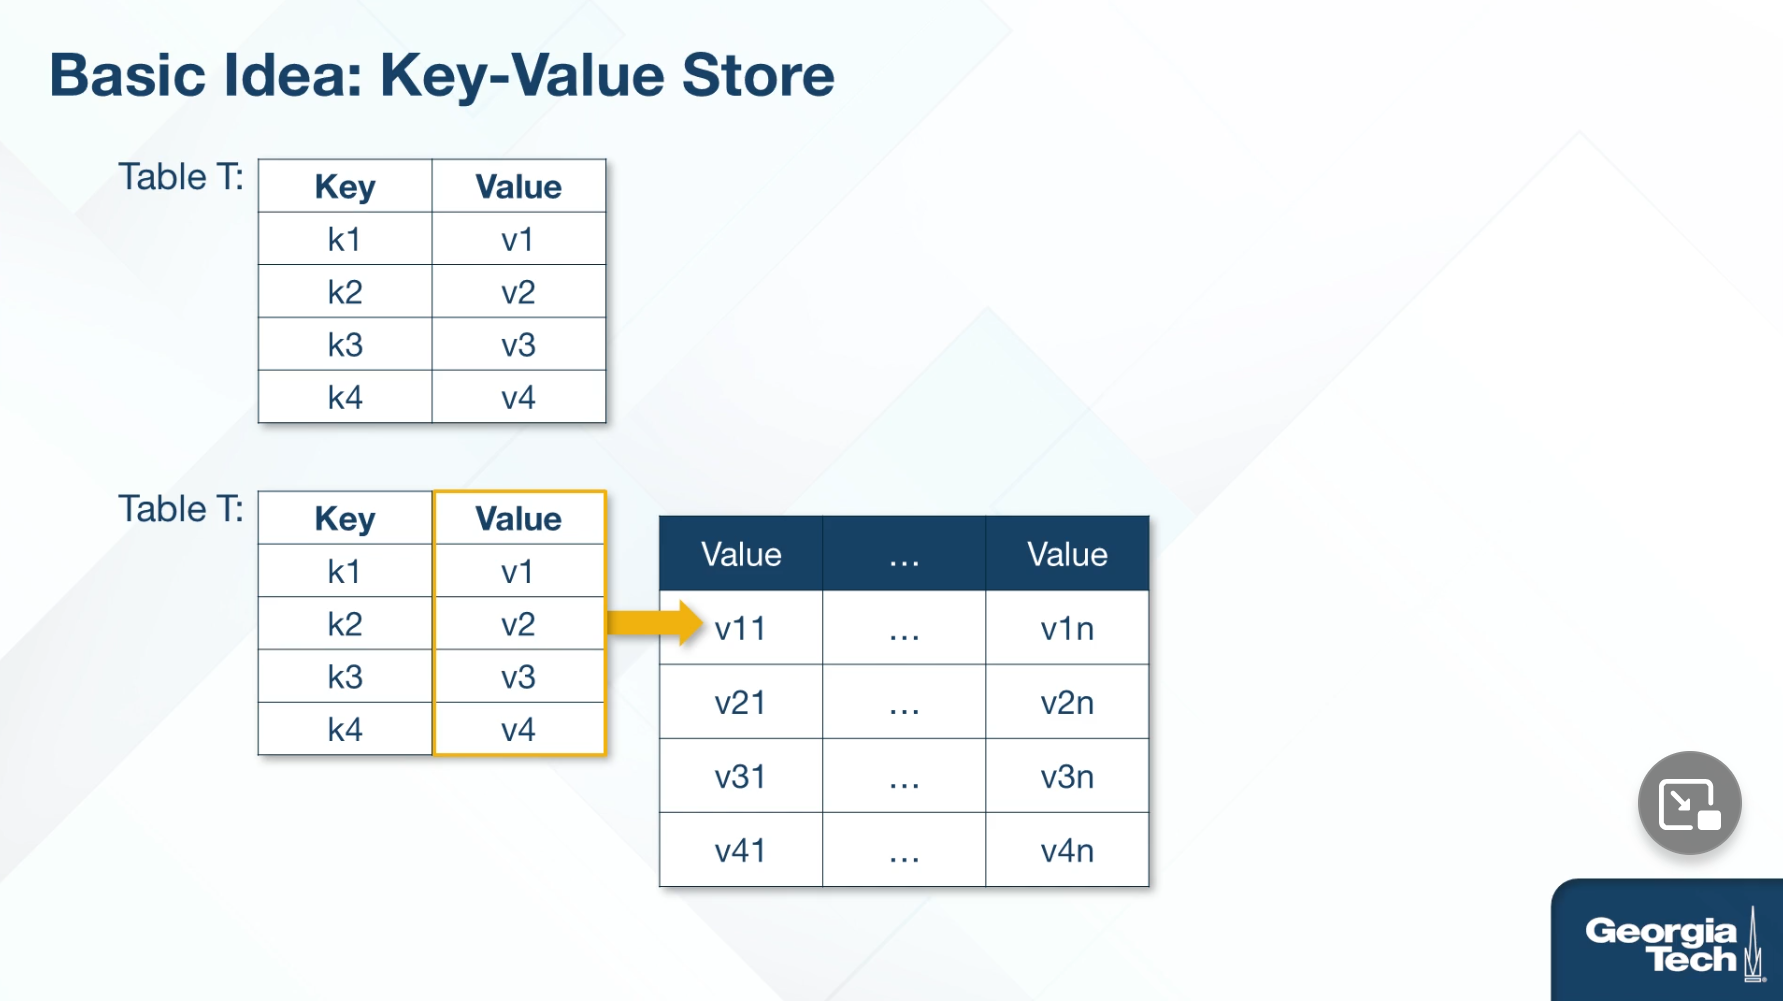 Basic Idea: Key-Value Store
Table T:
Key Value
k1 v1
k2 v2
k3 v3
k4 v4
Table T:
Key Value
k1 v1
k2 v2
k3 v3
k4 v4
Value ... Value
v11 ... v1n
v21 ... v2n
v31 ... v3n
v41 ... v4n
Georgia
Tech